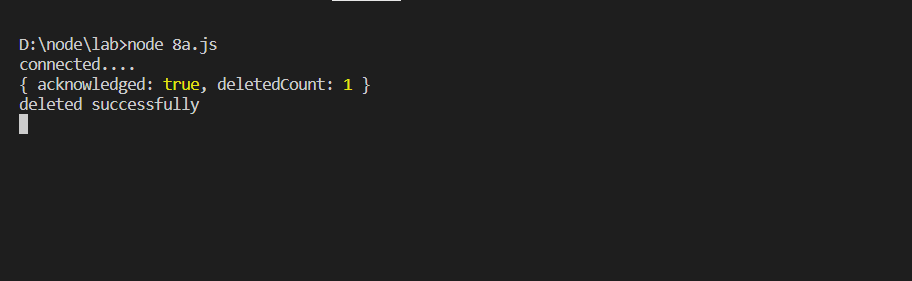 D:\node\lab>node 8a.js
connected....
{ acknowledged: true, deletedCount: 1 }
deleted successfully